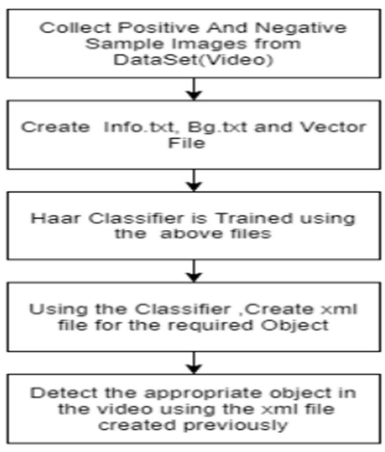 Collect Positive And Negative
Sample Images from
DataSet(Video)
Create Info.txt, Bg.txt and Vector
File
Haar Classifier is Trained using
the above files
Using the Classifier ,Create xml
file for the required Object
Detect the appropriate object in
the video using the xml file
created previously